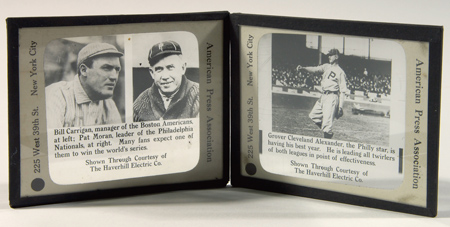 225 West 39th St. New York City
Bill Carrigan, manager of the Boston Americans,
at left; Pat Moran, leader of the Philadelphia
Nationals, at right. Many fans expect one of
them to win the world's series.
Shown Through Courtesy of
The Haverhill Electric Co.
American Press Association
225 West 39th St. New York City
P
Grover Cleveland Alexander, the Philly star, is
having his best year. He is leading all twirlers
of both leagues in point of effectiveness.
Shown Through Courtesy of
The Haverhill Electric Co.
American Press Association